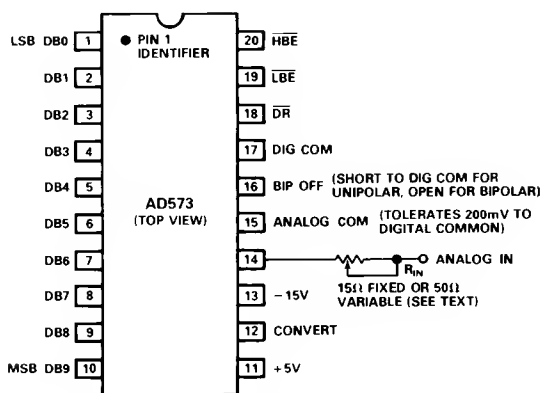 LSB DB0 1
PIN 1
IDENTIFIER
20 HBE
DB1 2
19 LBE
DB2 3
18 DR
DB3 4
17 DIG COM
DB4 5
16 BIP OFF (SHORT TO DIG COM FOR
UNIPOLAR, OPEN FOR BIPOLAR)
AD573
(TOP VIEW)
DB5 6
15 ANALOG COM (TOLERATES 200mV TO
DIGITAL COMMON)
DB6 7
14
ANALOG IN
RIN
15Ω FIXED OR 50Ω
VARIABLE (SEE TEXT)
DB7 8
13 -15V
DB8 9
12 CONVERT
MSB DB9 10
11 +5V